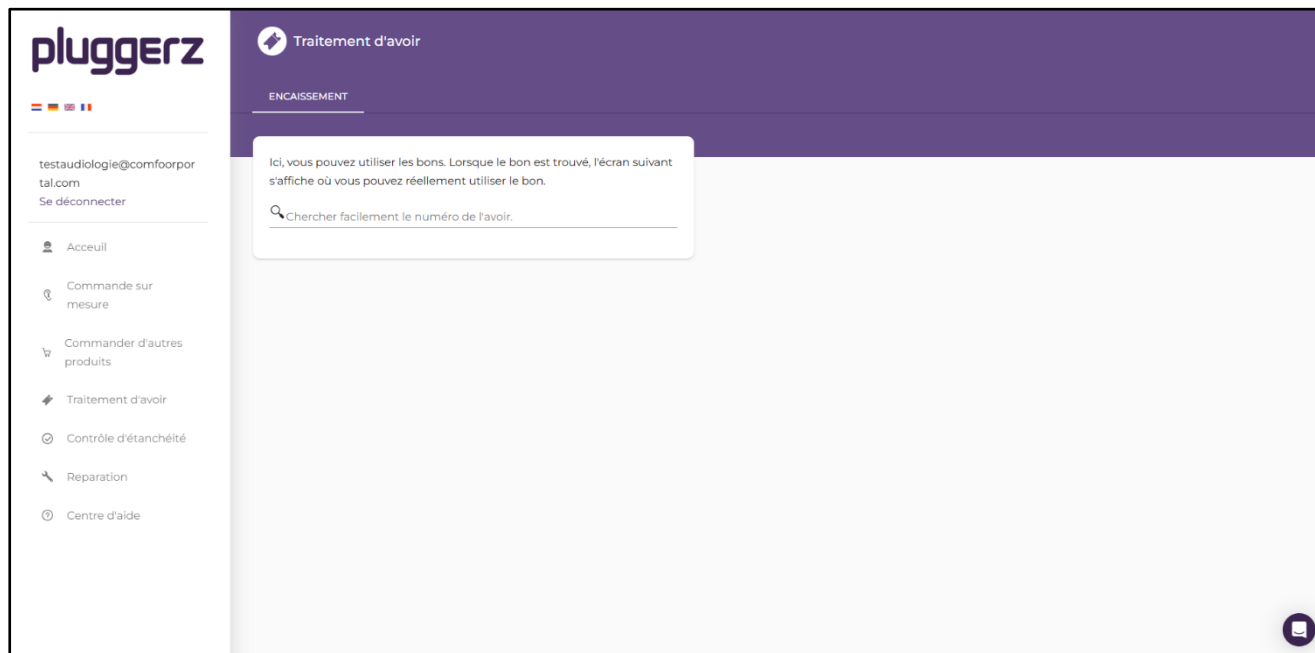 pluggerz
testaudiologie@comfoorpor
tal.com
Se déconnecter
Acceuil
Commande sur
mesure
Commander d'autres
produits
Traitement d'avoir
Contrôle d'étanchéité
Reparation
Centre d'aide
Traitement d'avoir
ENCAISSEMENT
Ici, vous pouvez utiliser les bons. Lorsque le bon est trouvé, l'écran suivant
s'affiche où vous pouvez réellement utiliser le bon.
Chercher facilement le numéro de l'avoir.